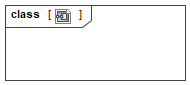 class [ ]